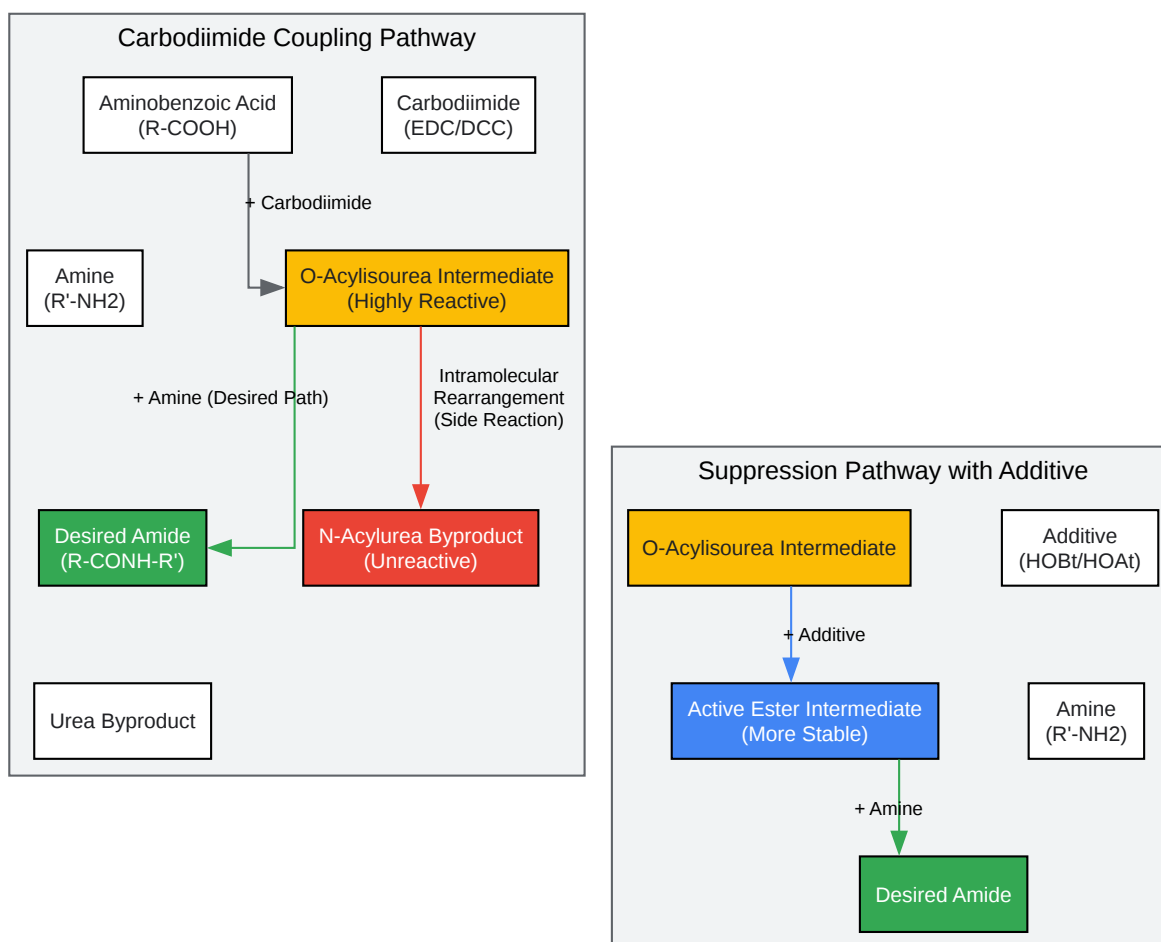 Carbodiimide Coupling Pathway
Aminobenzoic Acid
(R-COOH)
Carbodiimide
(EDC/DCC)
+ Carbodiimide
Amine
(R'-NH2)
O-Acylisourea Intermediate
(Highly Reactive)
+ Amine (Desired Path)
Intramolecular
Rearrangement
(Side Reaction)
Desired Amide
(R-CONH-R')
N-Acylurea Byproduct
(Unreactive)
Urea Byproduct
Suppression Pathway with Additive
O-Acylisourea Intermediate
Additive
(HOBt/HOAt)
+ Additive
Active Ester Intermediate
(More Stable)
Amine
(R'-NH2)
+ Amine
Desired Amide